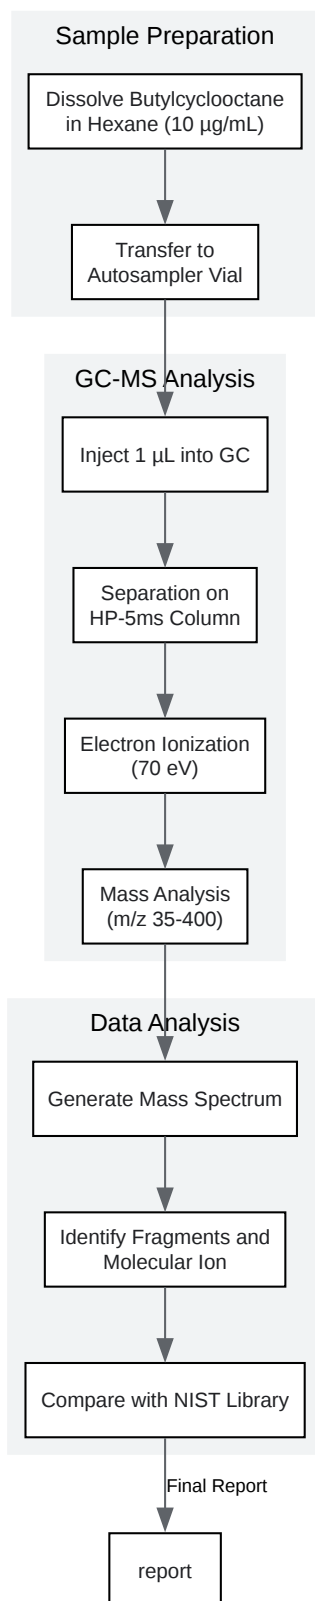 Sample Preparation
Dissolve Butylcyclooctane
in Hexane (10 µg/mL)
Transfer to
Autosampler Vial
GC-MS Analysis
Inject 1 µL into GC
Separation on
HP-5ms Column
Electron Ionization
(70 eV)
Mass Analysis
(m/z 35-400)
Data Analysis
Generate Mass Spectrum
Identify Fragments and
Molecular Ion
Compare with NIST Library
Final Report
report